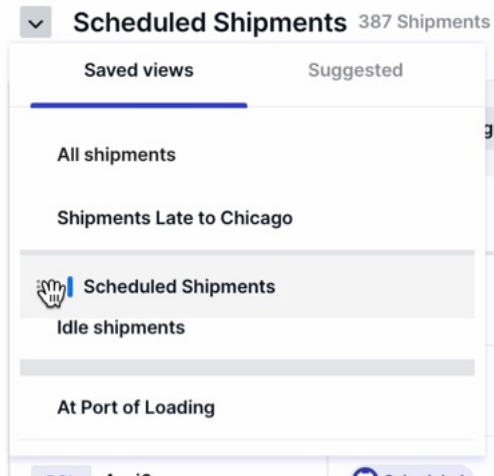 Scheduled Shipments 387 Shipments
Saved views Suggested
All shipments
Shipments Late to Chicago
Scheduled Shipments
Idle shipments
At Port of Loading